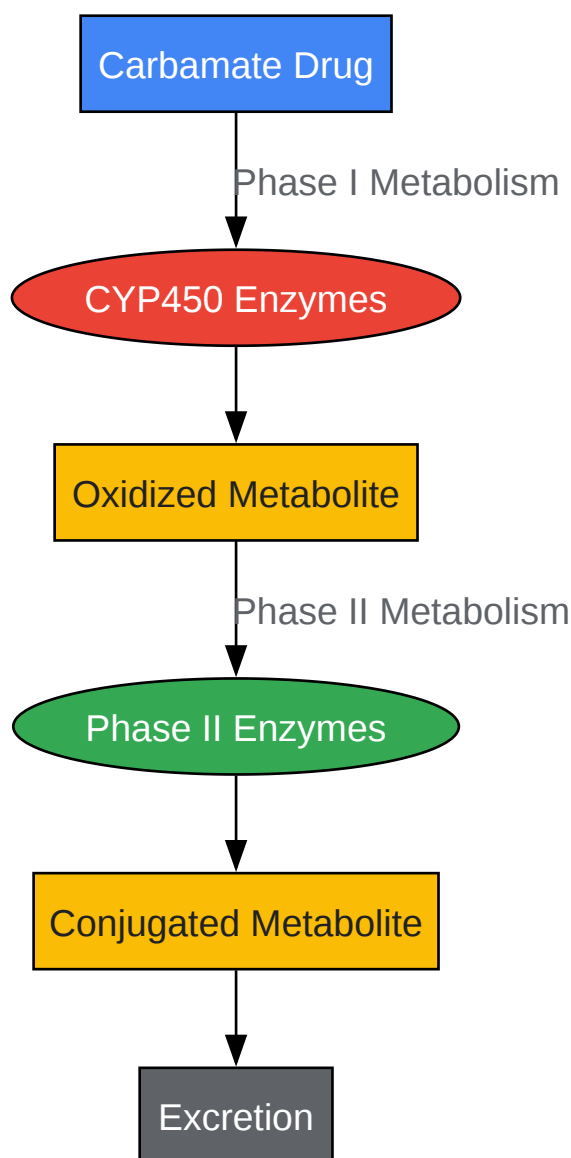 Carbamate Drug
Phase I Metabolism
CYP450 Enzymes
Oxidized Metabolite
Phase II Metabolism
Phase II Enzymes
Conjugated Metabolite
Excretion